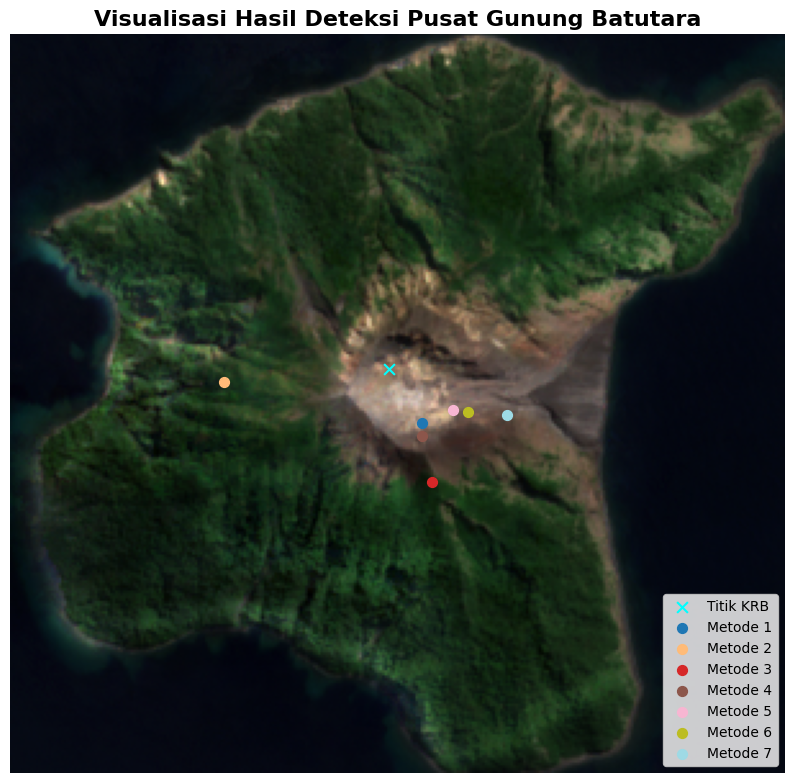 Visualisasi Hasil Deteksi Pusat Gunung Batutara
Titik KRB
Metode 1
Metode 2
Metode 3
Metode 4
Metode 5
Metode 6
Metode 7